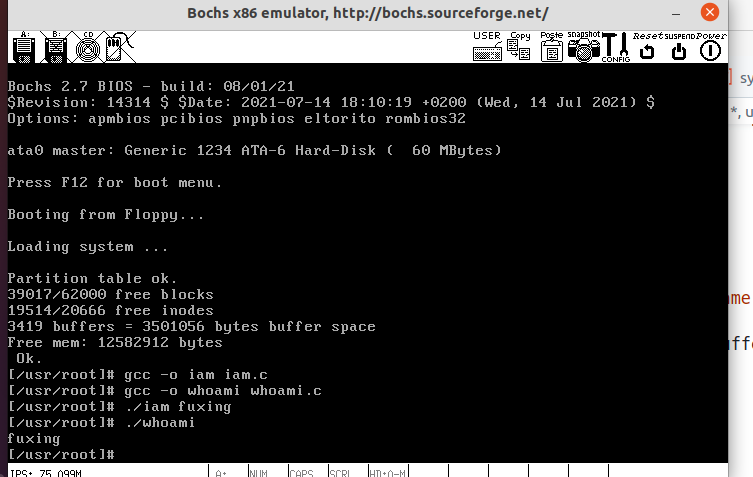 Bochs x86 emulator, http://bochs.sourceforge.net/
A: B: CD USER Copy Paste snapshot CONFIG Reset SUSPEND Power
Bochs 2.7 BIOS - build: 08/01/21
$Revision: 14314 $ $Date: 2021-07-14 18:10:19 +0200 (Wed, 14 Jul 2021) $
Options: apmbios pcibios pnpbios eltorito rombios32
ata0 master: Generic 1234 ATA-6 Hard-Disk (  60 MBytes)
Press F12 for boot menu.
Booting from Floppy...
Loading system ...
Partition table ok.
39017/62000 free blocks
19514/20666 free inodes
3419 buffers = 3501056 bytes buffer space
Free mem: 12582912 bytes
 Ok.
[/usr/root]# gcc -o iam iam.c
[/usr/root]# gcc -o whoami whoami.c
[/usr/root]# ./iam fuxing
[/usr/root]# ./whoami
fuxing
[/usr/root]#
IPS: 75.099M A: NUM CAPS SCRL HD:0-M
] sy
*, u
ame
uffe